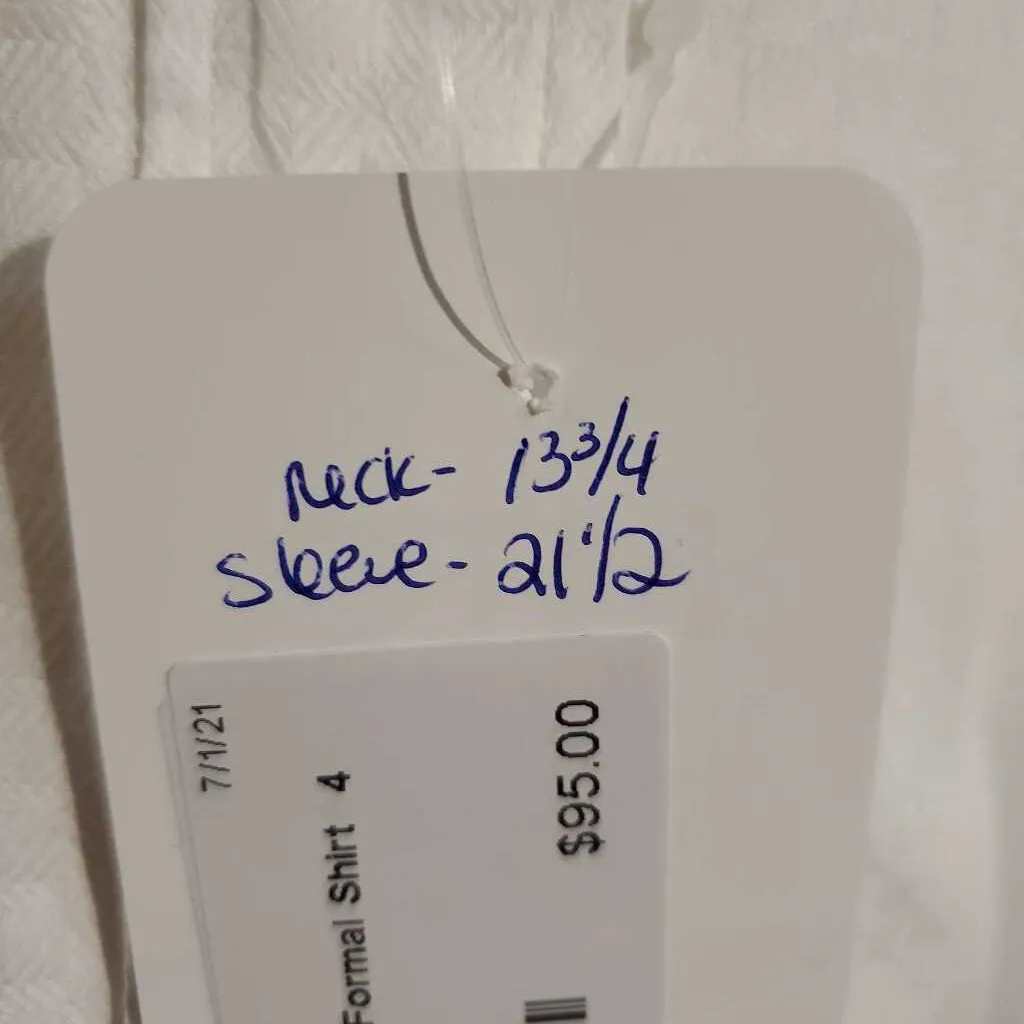 neck- 13 3/4
sleeve- 21 1/2
7/1/21
Formal Shirt 4
$95.00